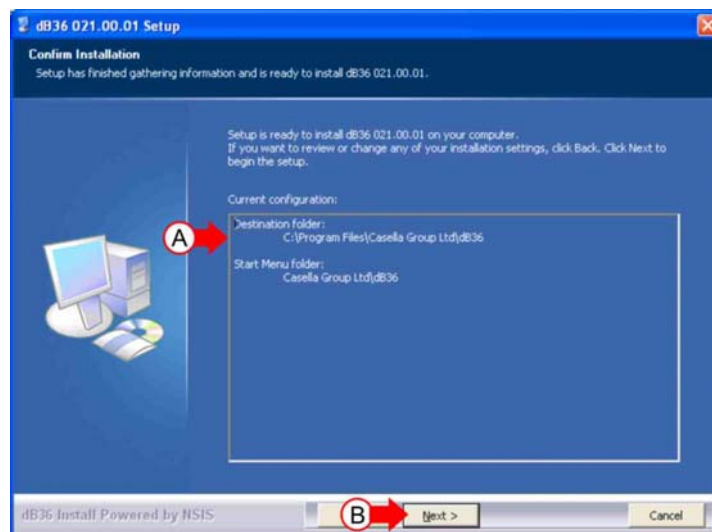 dB36 021.00.01 Setup
Confirm Installation
Setup has finished gathering information and is ready to install dB36 021.00.01.
Setup is ready to install dB36 021.00.01 on your computer.
If you want to review or change any of your installation settings, click Back. Click Next to
begin the setup.
Current configuration:
Destination folder:
C:\Program Files\Casella Group Ltd\dB36
A
Start Menu folder:
Casella Group Ltd\dB36
dB36 Install Powered by NSIS
B
Next >
Cancel